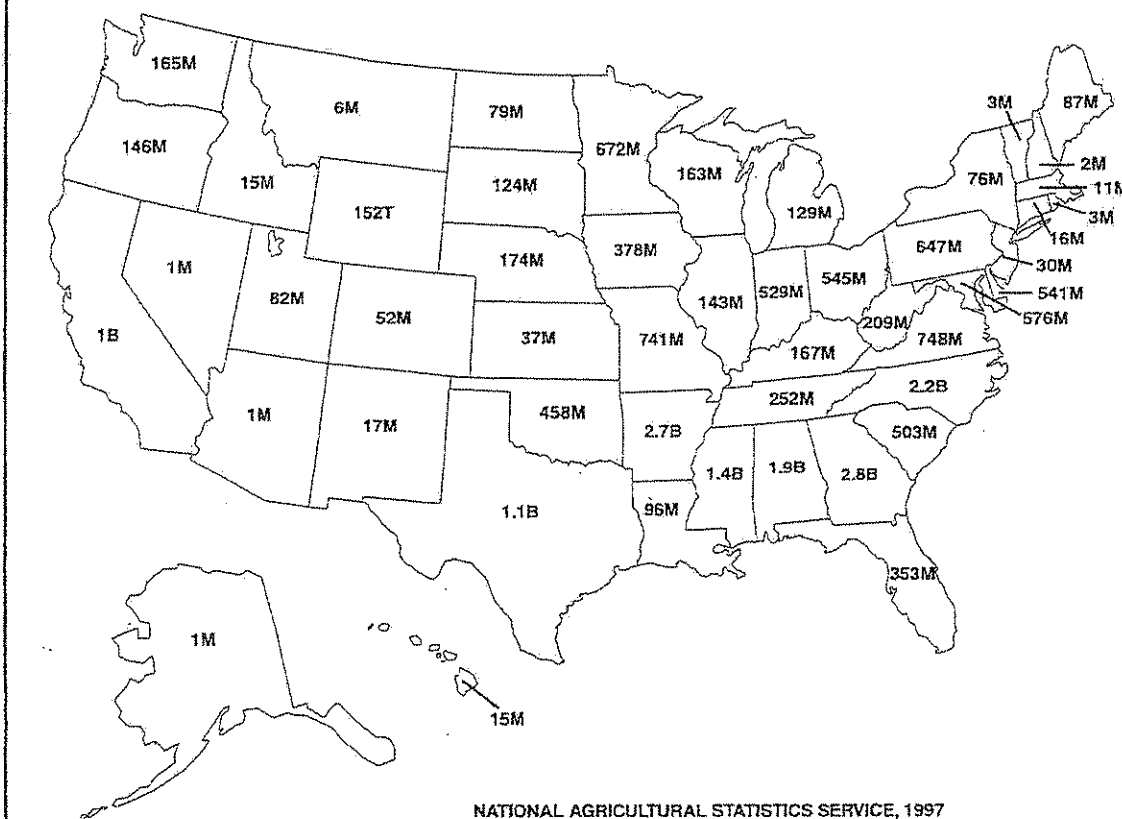 165M
6M
79M
3M
87M
146M
672M
15M
124M
163M
76M
2M
11M
152T
129M
3M
16M
1M
174M
378M
647M
30M
82M
143M
529M
545M
541M
1B
52M
37M
741M
209M
576M
748M
167M
1M
17M
458M
252M
2.2B
2.7B
503M
1.4B
1.9B
2.8B
1.1B
96M
353M
1M
15M
NATIONAL AGRICULTURAL STATISTICS SERVICE, 1997